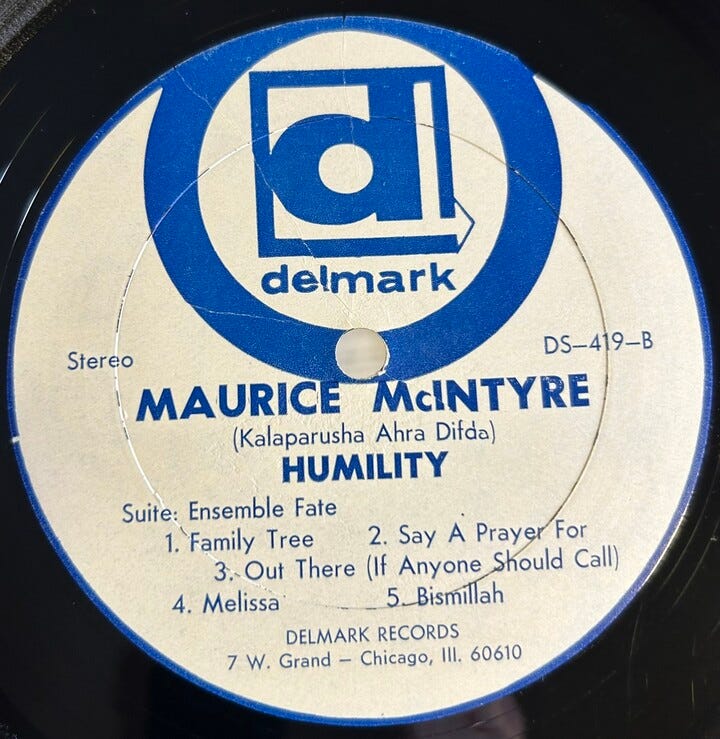 delmark
Stereo
DS–419–B
MAURICE McINTYRE
(Kalaparusha Ahra Difda)
HUMILITY
Suite: Ensemble Fate
1. Family Tree 2. Say A Prayer For
3. Out There (If Anyone Should Call)
4. Melissa 5. Bismillah
DELMARK RECORDS
7 W. Grand – Chicago, Ill. 60610